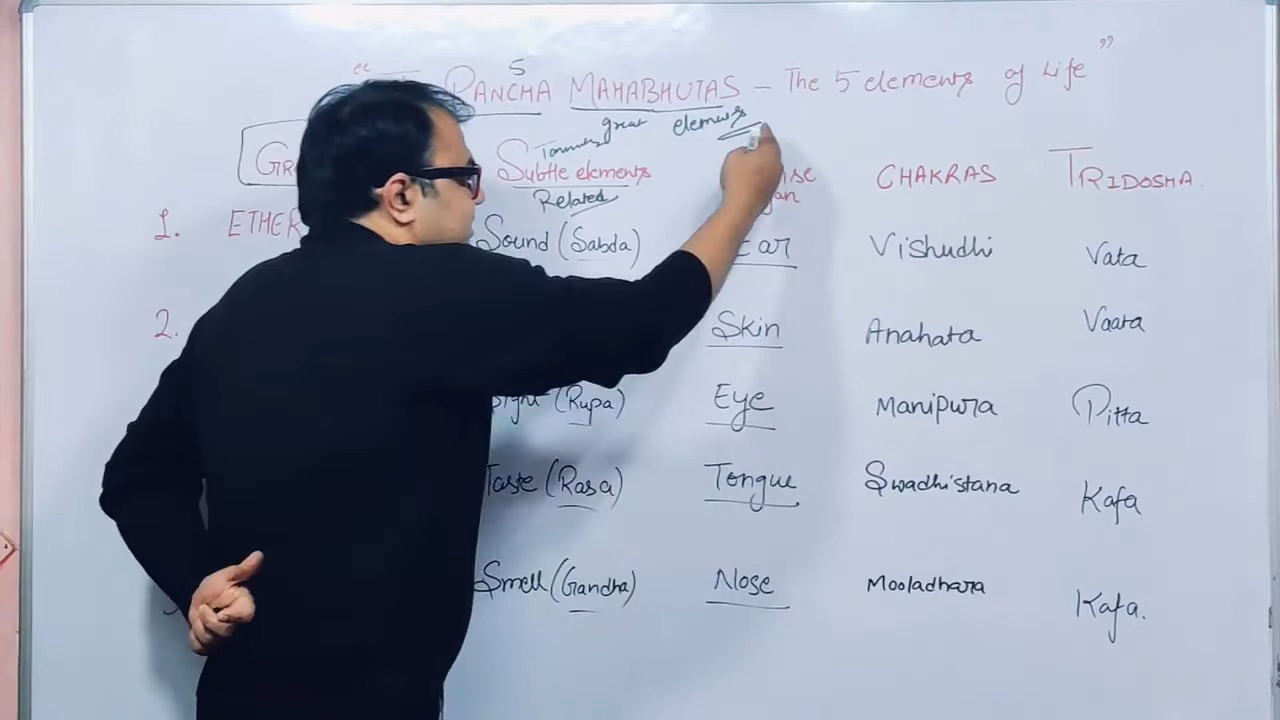 PANCHA MAHABHUTAS – The 5 elements of Life"
5
great elements
Subtle elements CHAKRAS TRIDOSHA
Related
1. ETHER Sound (Sabda) Ear Vishudhi Vata
2. Skin Anahata Vaata
Sight (Rupa) Eye Manipura Pitta
Taste (Rasa) Tongue Swadhistana Kafa
Smell (Gandha) Nose Mooladhara Kafa.